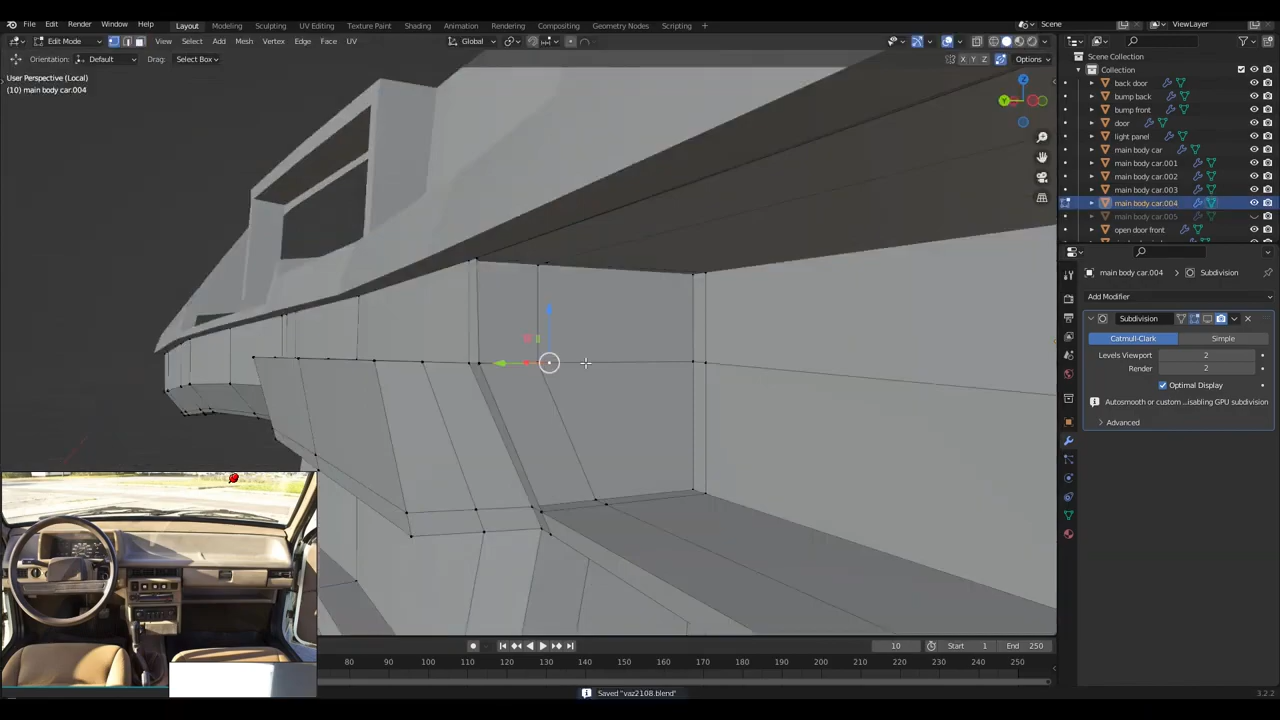 File Edit Render Window Help Layout Modeling Sculpting UV Editing Texture Paint Shading Animation Rendering Compositing Geometry Nodes Scripting + Scene ViewLayer
Edit Mode View Select Add Mesh Vertex Edge Face UV Global
Orientation: Default Drag: Select Box X Y Z Options
User Perspective (Local)
(10) main body car.004
Scene Collection
Collection
back door
bump back
bump front
door
light panel
main body car
main body car.001
main body car.002
main body car.003
main body car.004
main body car.005
open door front
main body car.004 > Subdivision
Add Modifier
Subdivision
Catmull-Clark Simple
Levels Viewport 2
Render 2
Optimal Display
Autosmooth or custom ...isabling GPU subdivision
Advanced
10 Start 1 End 250
80 90 100 110 120 130 140 150 160 170 180 190 200 210 220 230 240 250
Saved "vaz2108.blend"
3.2.2